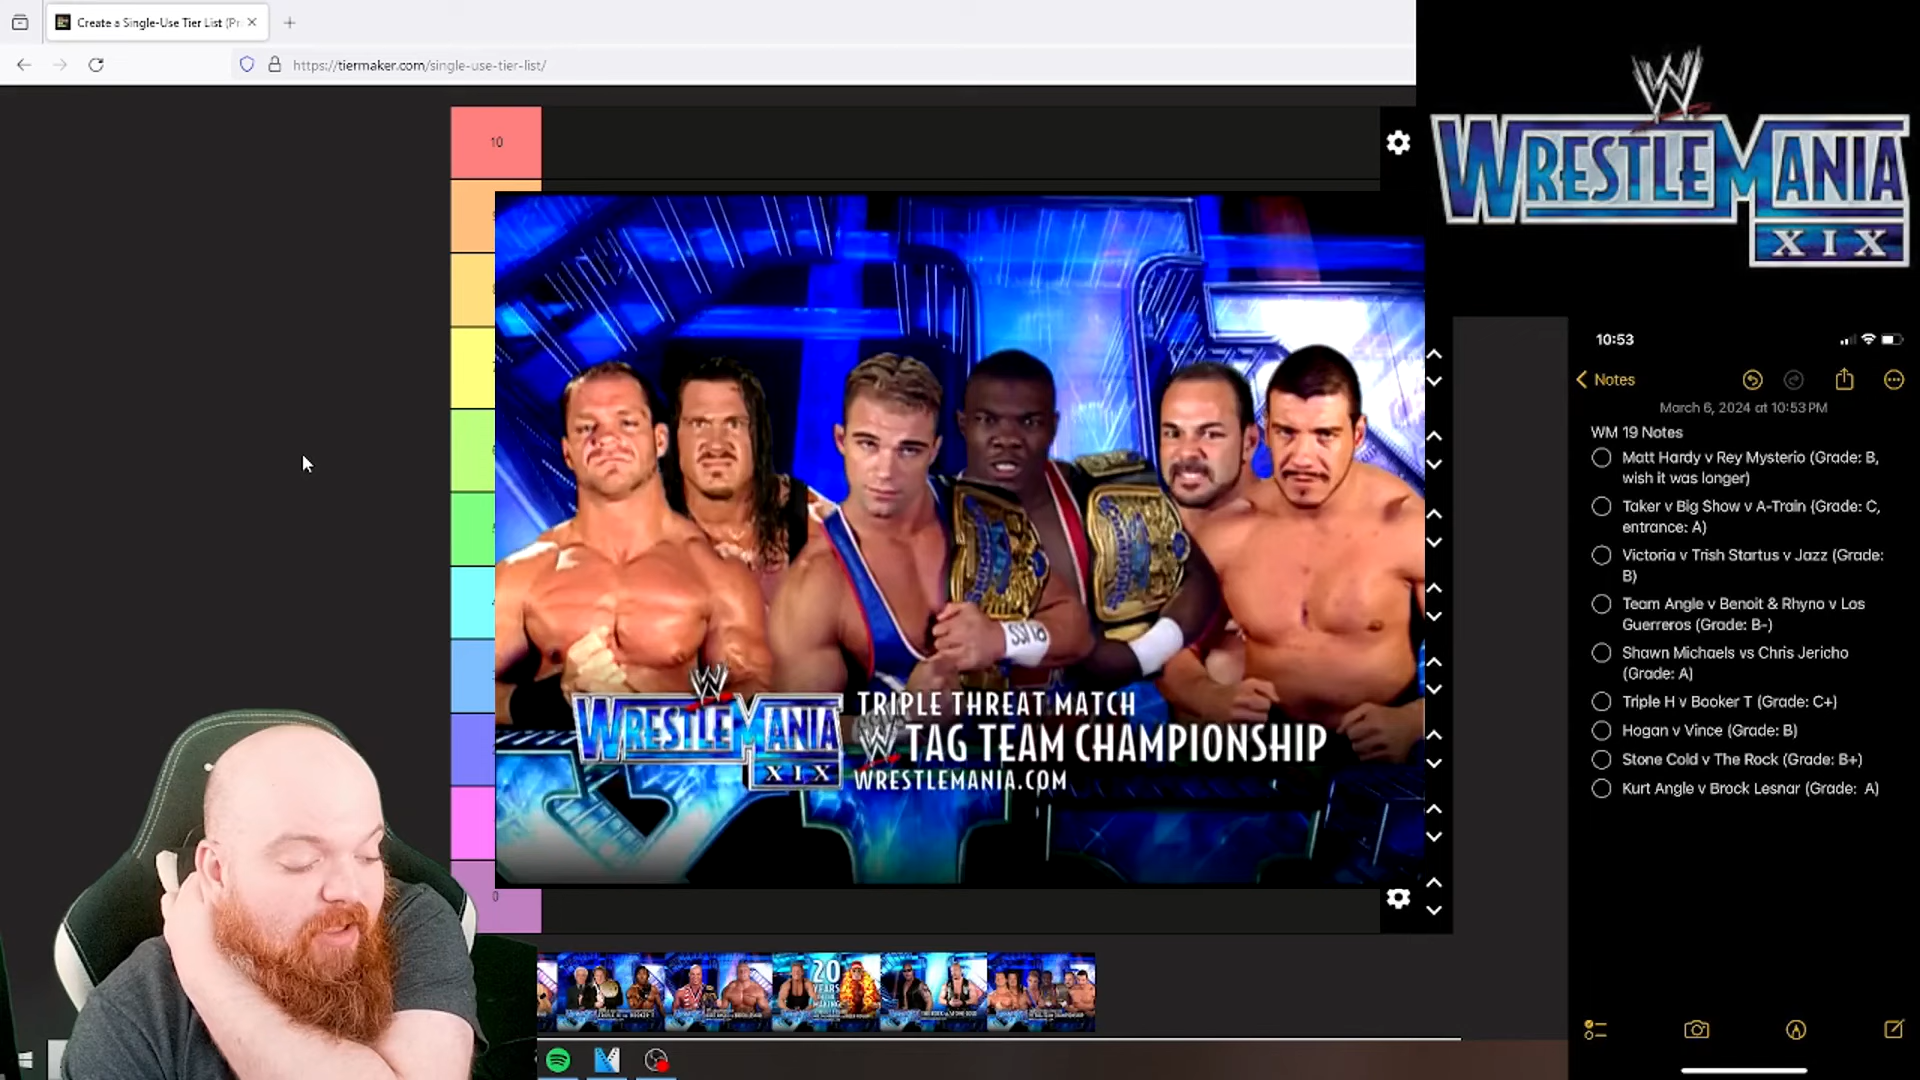 Create a Single-Use Tier List (Pr
https://tiermaker.com/single-use-tier-list/
10
0
W
WRESTLEMANIA
XIX
W
WRESTLEMANIA
XIX
TRIPLE THREAT MATCH
W TAG TEAM CHAMPIONSHIP
WRESTLEMANIA.COM
20
YEARS
10:53
Notes
March 6, 2024 at 10:53 PM
WM 19 Notes
Matt Hardy v Rey Mysterio (Grade: B,
wish it was longer)
Taker v Big Show v A-Train (Grade: C,
entrance: A)
Victoria v Trish Startus v Jazz (Grade:
B)
Team Angle v Benoit & Rhyno v Los
Guerreros (Grade: B-)
Shawn Michaels vs Chris Jericho
(Grade: A)
Triple H v Booker T (Grade: C+)
Hogan v Vince (Grade: B)
Stone Cold v The Rock (Grade: B+)
Kurt Angle v Brock Lesnar (Grade:  A)